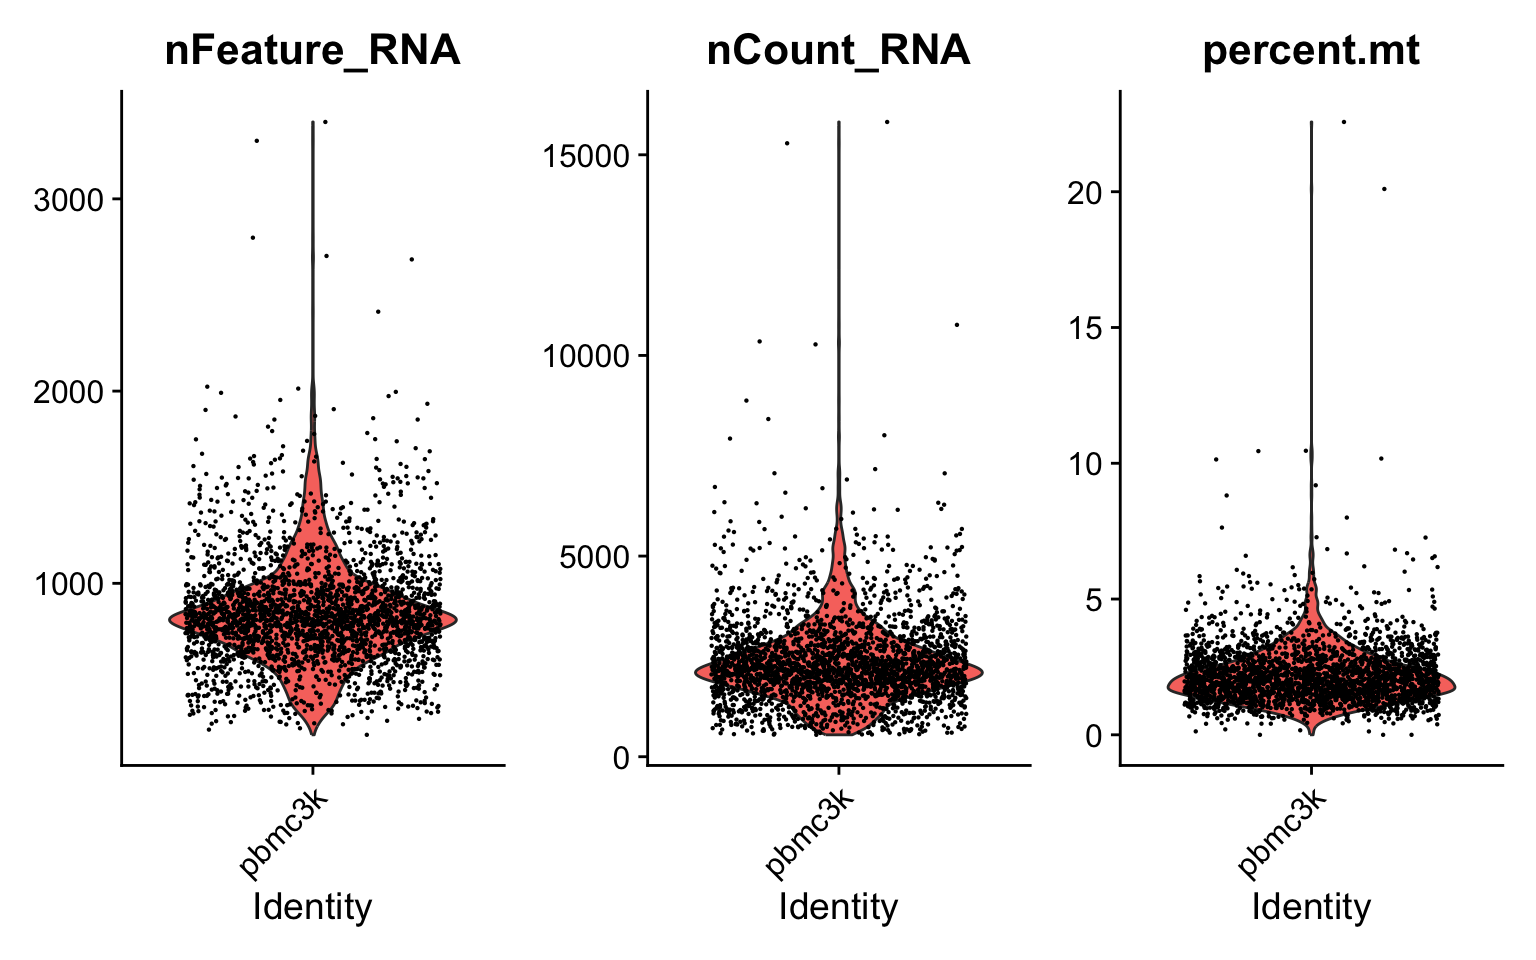 nFeature_RNA
3000
2000
1000
pbmc3k
Identity
nCount_RNA
15000
10000
5000
0
pbmc3k
Identity
percent.mt
20
15
10
5
0
pbmc3k
Identity